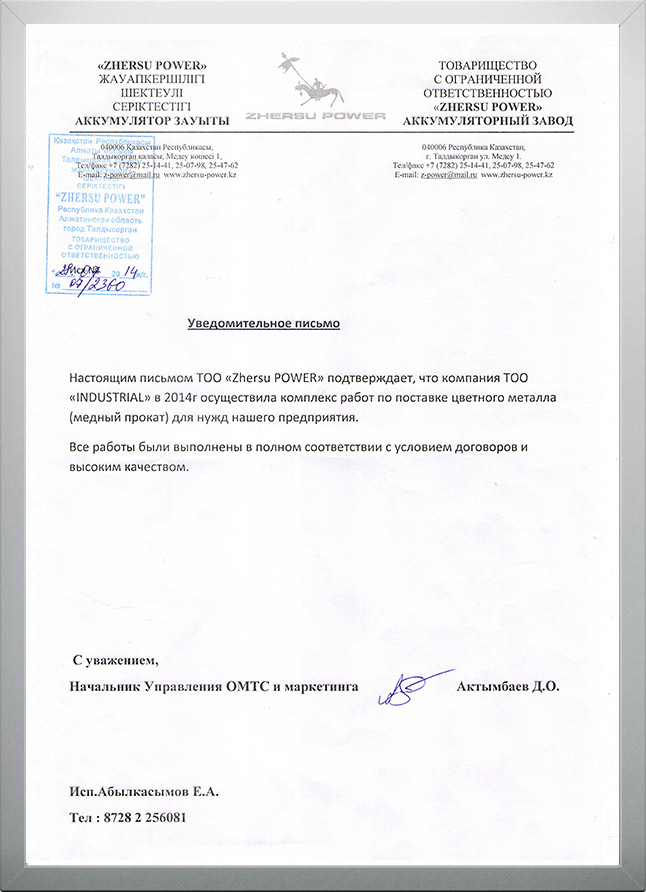 «ZHERSU POWER»
ЖАУАПКЕРШІЛІГІ
ШЕКТЕУЛІ
СЕРІКТЕСТІГІ
АККУМУЛЯТОР ЗАУЫТЫ
ZHERSU POWER
ТОВАРИЩЕСТВО
С ОГРАНИЧЕННОЙ
ОТВЕТСТВЕННОСТЬЮ
«ZHERSU POWER»
АККУМУЛЯТОРНЫЙ ЗАВОД
040006 Қазақстан Республикасы,
Талдықорған қаласы, Медеу көшесі 1,
Тел/факс +7 (7282) 25-14-41, 25-07-98, 25-47-62
E-mail: z-power@mail.ru www.zhersu-power.kz
040006 Республика Казахстан,
г. Талдыкорган ул. Медеу 1.
Тел/факс +7 (7282) 25-14-41, 25-07-98, 25-47-62
E-mail: z-power@mail.ru www.zhersu-power.kz
Қазақстан Республикасы
Алматы облысы
СЕРІКТЕСТІГІ
"ZHERSU POWER"
Республика Казахстан
Алматинская область
город Талдыкорган
ТОВАРИЩЕСТВО
С ОГРАНИЧЕННОЙ
ОТВЕТСТВЕННОСТЬЮ
2014
№ 07/2360
Уведомительное письмо
Настоящим письмом ТОО «Zhersu POWER» подтверждает, что компания ТОО
«INDUSTRIAL» в 2014г осуществила комплекс работ по поставке цветного металла
(медный прокат) для нужд нашего предприятия.
Все работы были выполнены в полном соответствии с условием договоров и
высоким качеством.
С уважением,
Начальник Управления ОМТС и маркетинга Актымбаев Д.О.
Исп.Абылкасымов Е.А.
Тел : 8728 2 256081